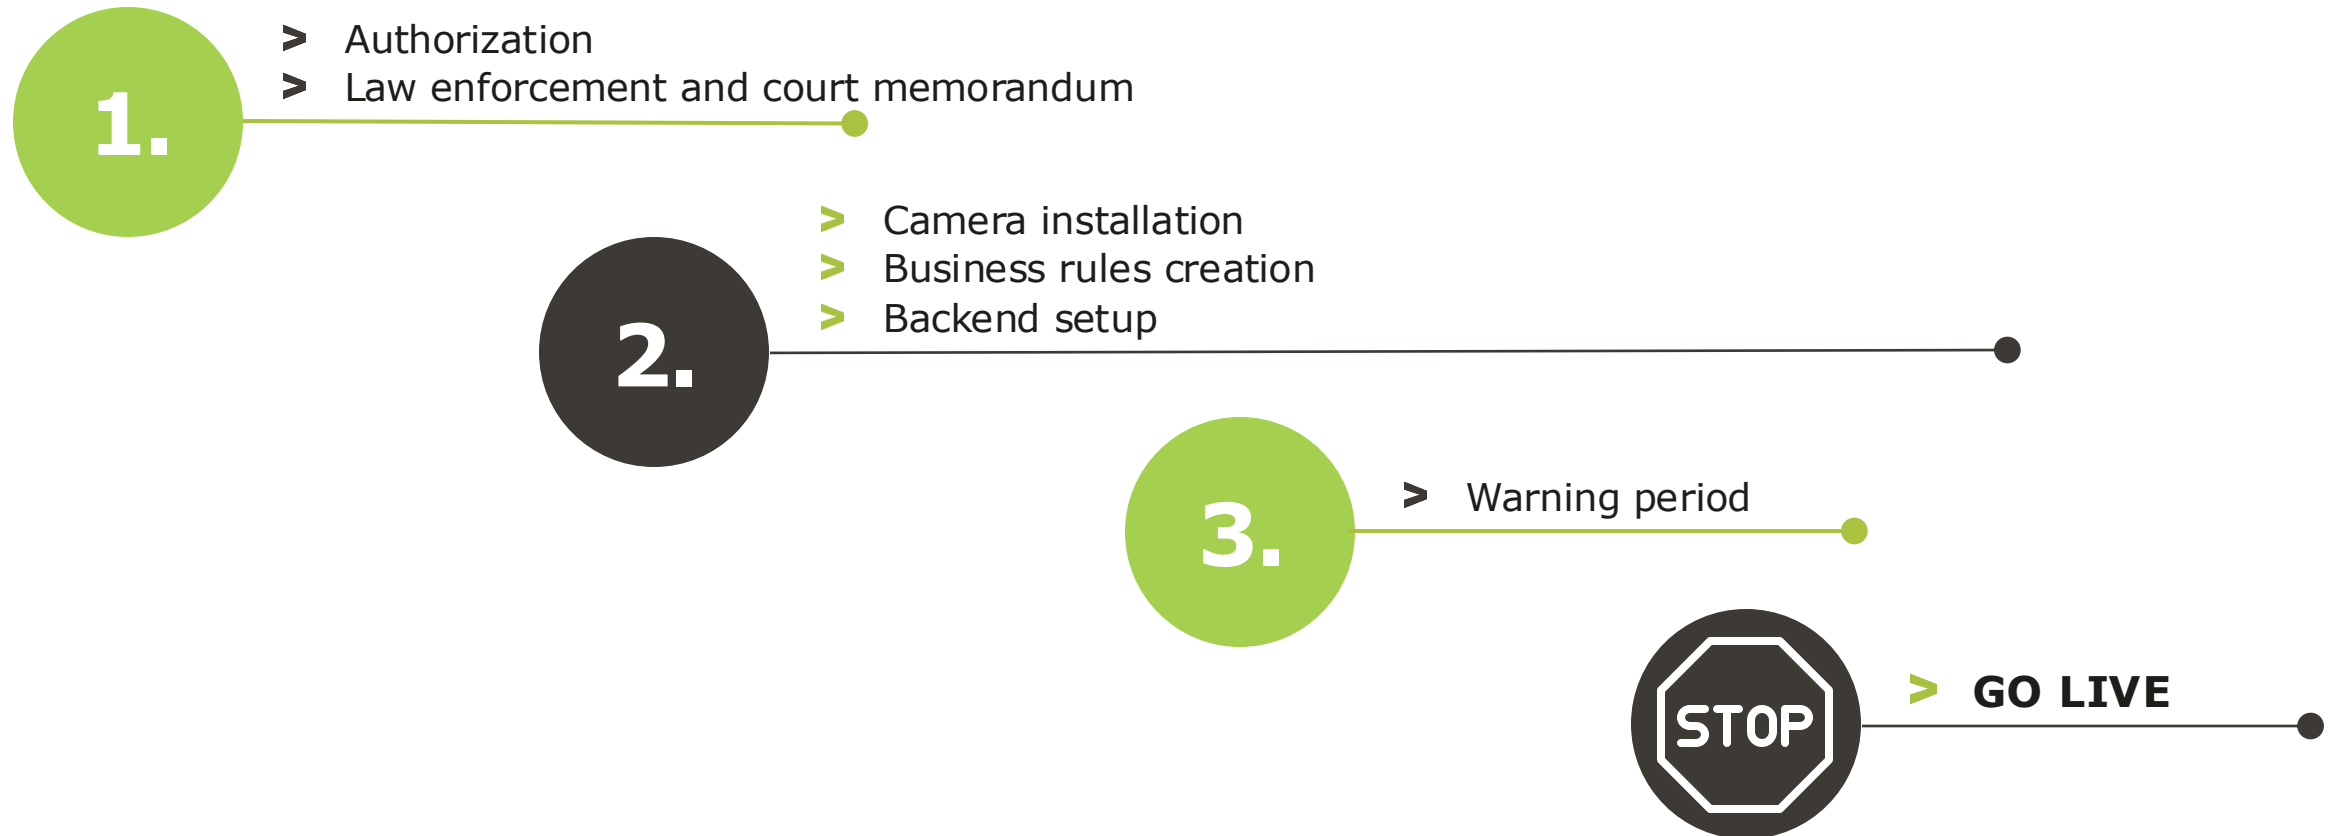 1.
> Authorization
> Law enforcement and court memorandum
2.
> Camera installation
> Business rules creation
> Backend setup
3.
> Warning period
STOP
> GO LIVE